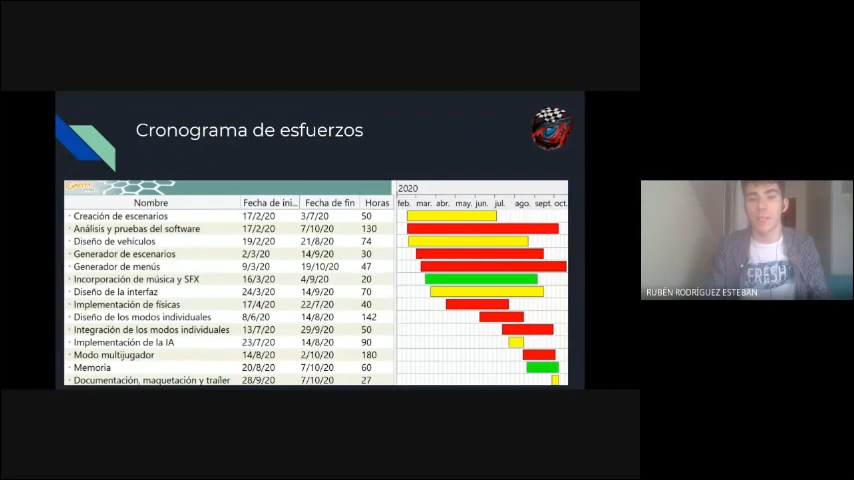 Cronograma de esfuerzos
2020
Nombre Fecha de ini... Fecha de fin Horas feb. mar. abr. may. jun. jul. ago. sept. oct.
Creación de escenarios 17/2/20 3/7/20 50
Análisis y pruebas del software 17/2/20 7/10/20 130
Diseño de vehículos 19/2/20 21/8/20 74
Generador de escenarios 2/3/20 14/9/20 30
Generador de menús 9/3/20 19/10/20 47
Incorporación de música y SFX 16/3/20 4/9/20 20
Diseño de la interfaz 24/3/20 14/9/20 70
Implementación de físicas 17/4/20 22/7/20 40
Diseño de los modos individuales 8/6/20 14/8/20 142
Integración de los modos individuales 13/7/20 29/9/20 50
Implementación de la IA 23/7/20 14/8/20 90
Modo multijugador 14/8/20 2/10/20 180
Memoria 20/8/20 7/10/20 60
Documentación, maquetación y traíler 28/9/20 7/10/20 27
FRESH
RUBÉN RODRÍGUEZ ESTEBAN